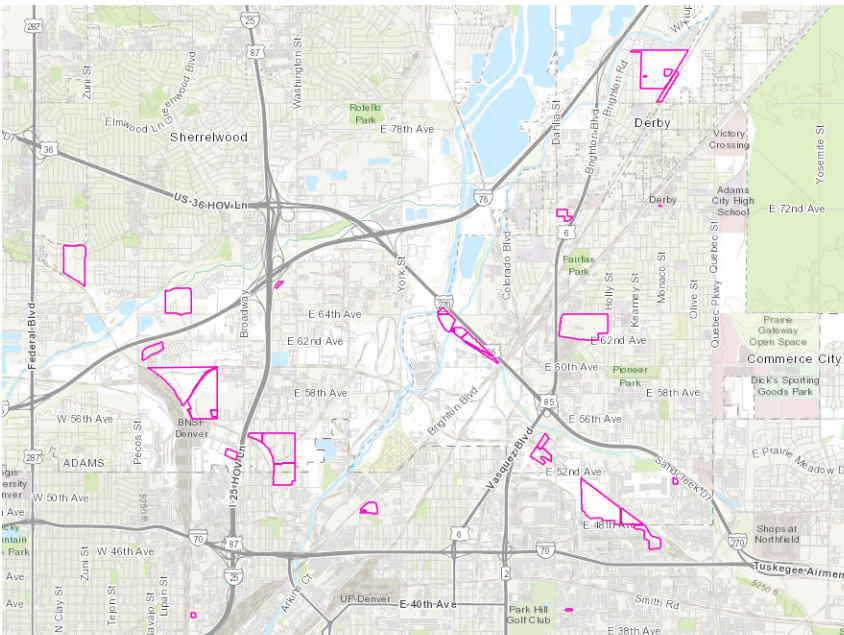 287
25
87
Zuni St
Greenwood Blvd
Elmwood Ln
Washington St
Sherrelwood
Rotello
Park
E 78th Ave
Dahlia St
Brighton Blvd
Brighton Rd
Derby
Victory
Crossing
Yosemite St
36
US-36 HOV Ln
76
Derby
Adams
City High
School
E 72nd Ave
6
York St
Colorado Blvd
Fairfax
Park
Holly St
Kearney St
Monaco St
Olive St
Quebec Pkwy
Quebec St
Federal Blvd
Broadway
270
E 64th Ave
E 62nd Ave
E 62nd Ave
Prairie
Gateway
Open Space
Commerce City
E 60th Ave
Pioneer
Park
E 58th Ave
E 58th Ave
Dick's Sporting
Goods Park
85
W 56th Ave
BNSF
Denver
Pecos St
Brighton Blvd
E 56th Ave
Vasquez Blvd
287
ADAMS
I-25 HOV Ln
E 52nd Ave
E Prairie Meadow D
W 50th Ave
5250 ft
E 48th Ave
Shops at
Northfield
70
87
W 46th Ave
6
70
270
Tuskegee Airmen
25
2
5250 ft
Zuni St
N Clay St
Tejon St
Navajo St
Lipan St
Arkins Ct
UP-Denver
E 40th Ave
Park Hill
Golf Club
Smith Rd
E 38th Ave